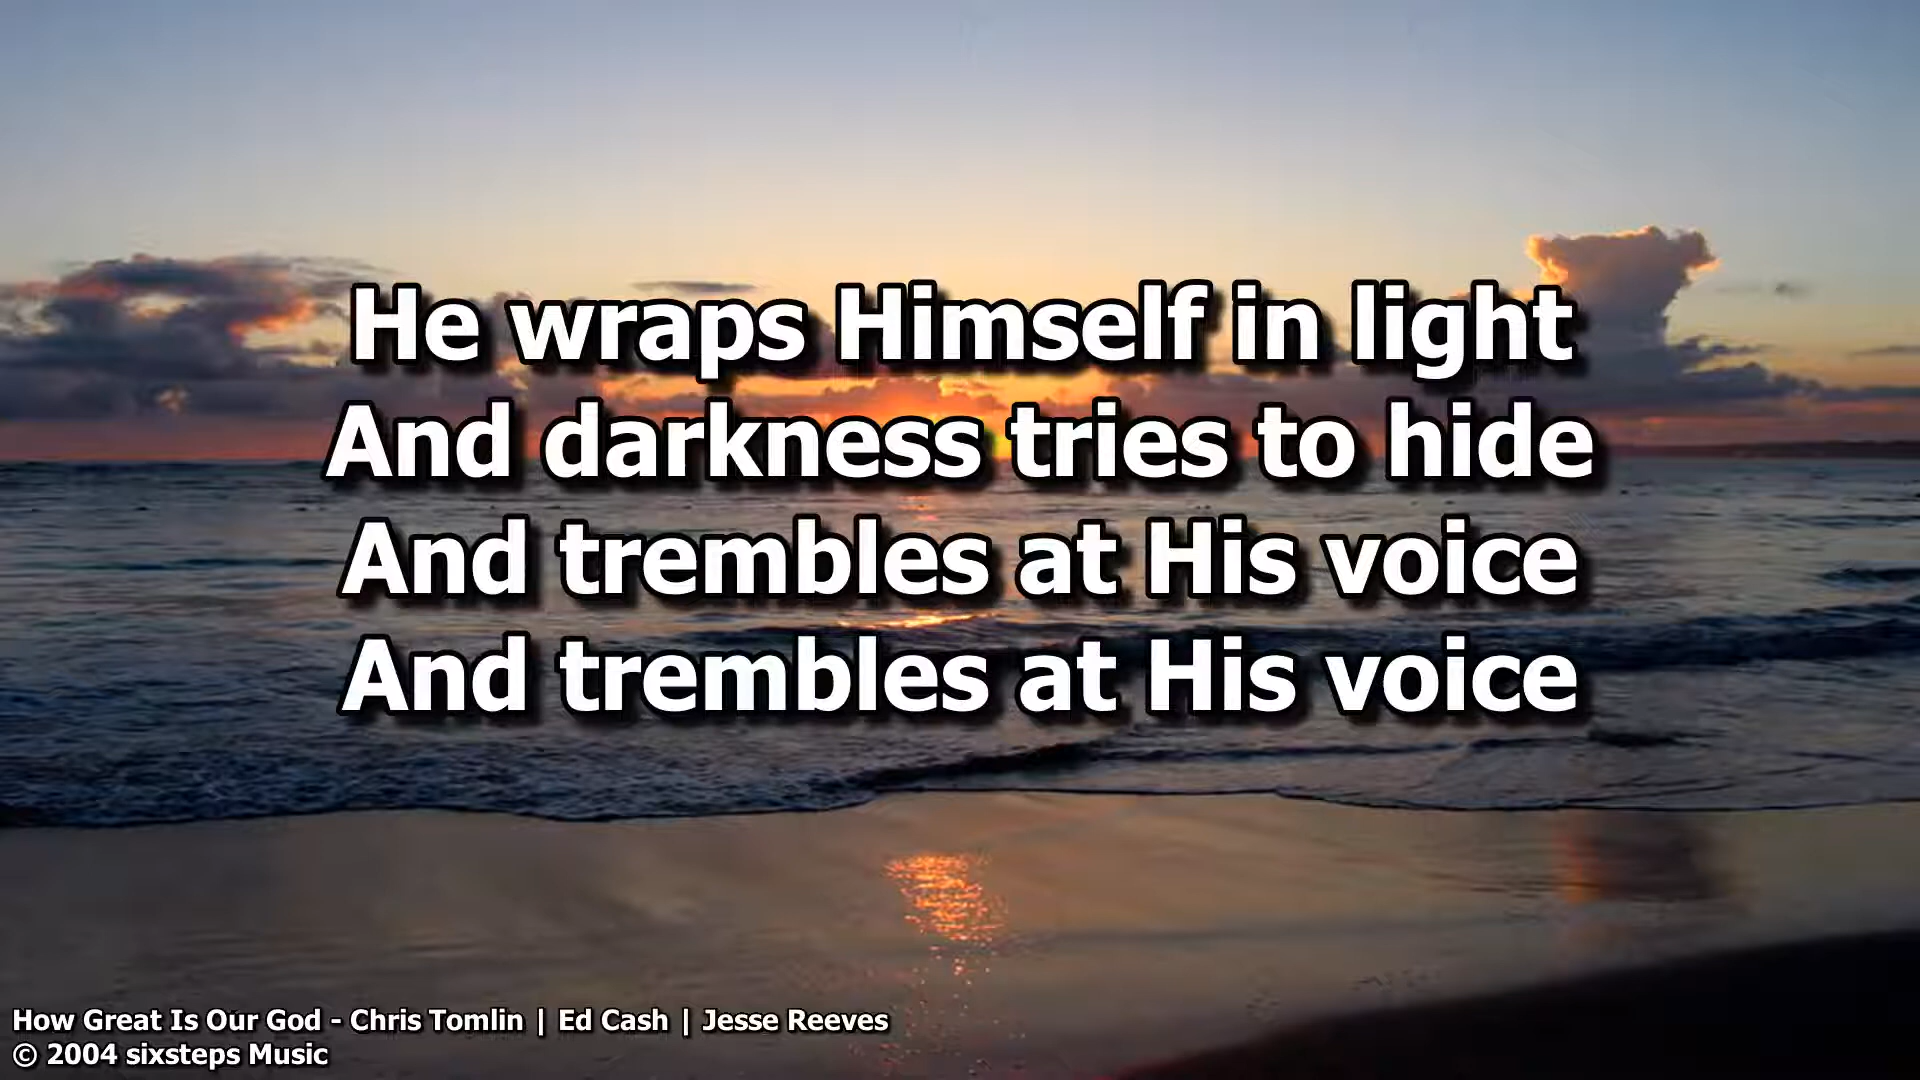 He wraps Himself in light
And darkness tries to hide
And trembles at His voice
And trembles at His voice
How Great Is Our God - Chris Tomlin | Ed Cash | Jesse Reeves
© 2004 sixsteps Music